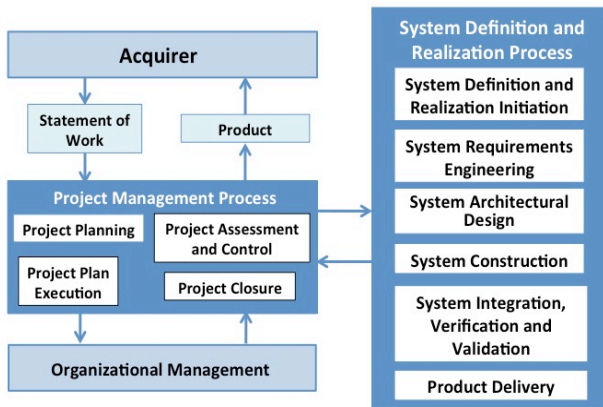 Acquirer
Statement of
Work
Product
Project Management Process
Project Planning
Project Assessment
and Control
Project Plan
Execution
Project Closure
Organizational Management
System Definition and
Realization Process
System Definition and
Realization Initiation
System Requirements
Engineering
System Architectural
Design
System Construction
System Integration,
Verification and
Validation
Product Delivery